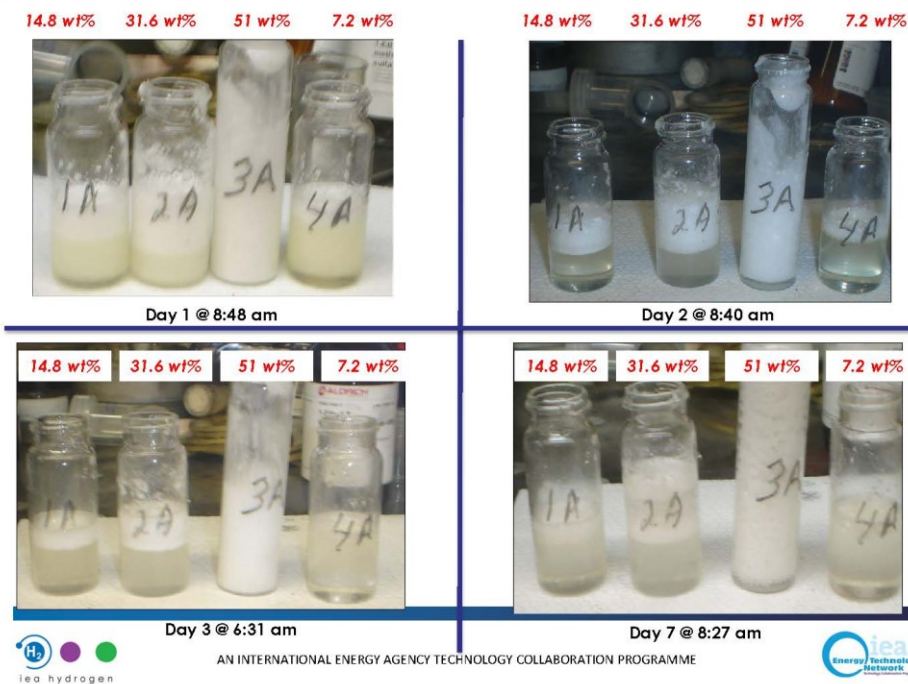 14.8 wt% 31.6 wt% 51 wt% 7.2 wt%
1A 2A 3A 4A
Day 1 @ 8:48 am
14.8 wt% 31.6 wt% 51 wt% 7.2 wt%
1A 2A 3A 4A
Day 2 @ 8:40 am
14.8 wt% 31.6 wt% 51 wt% 7.2 wt%
ALDRICH
1A 2A 3A 4A
Day 3 @ 6:31 am
14.8 wt% 31.6 wt% 51 wt% 7.2 wt%
1A 2A 3A 4A
Day 7 @ 8:27 am
H2
iea hydrogen
AN INTERNATIONAL ENERGY AGENCY TECHNOLOGY COLLABORATION PROGRAMME
iea
Energy Technolo
Network